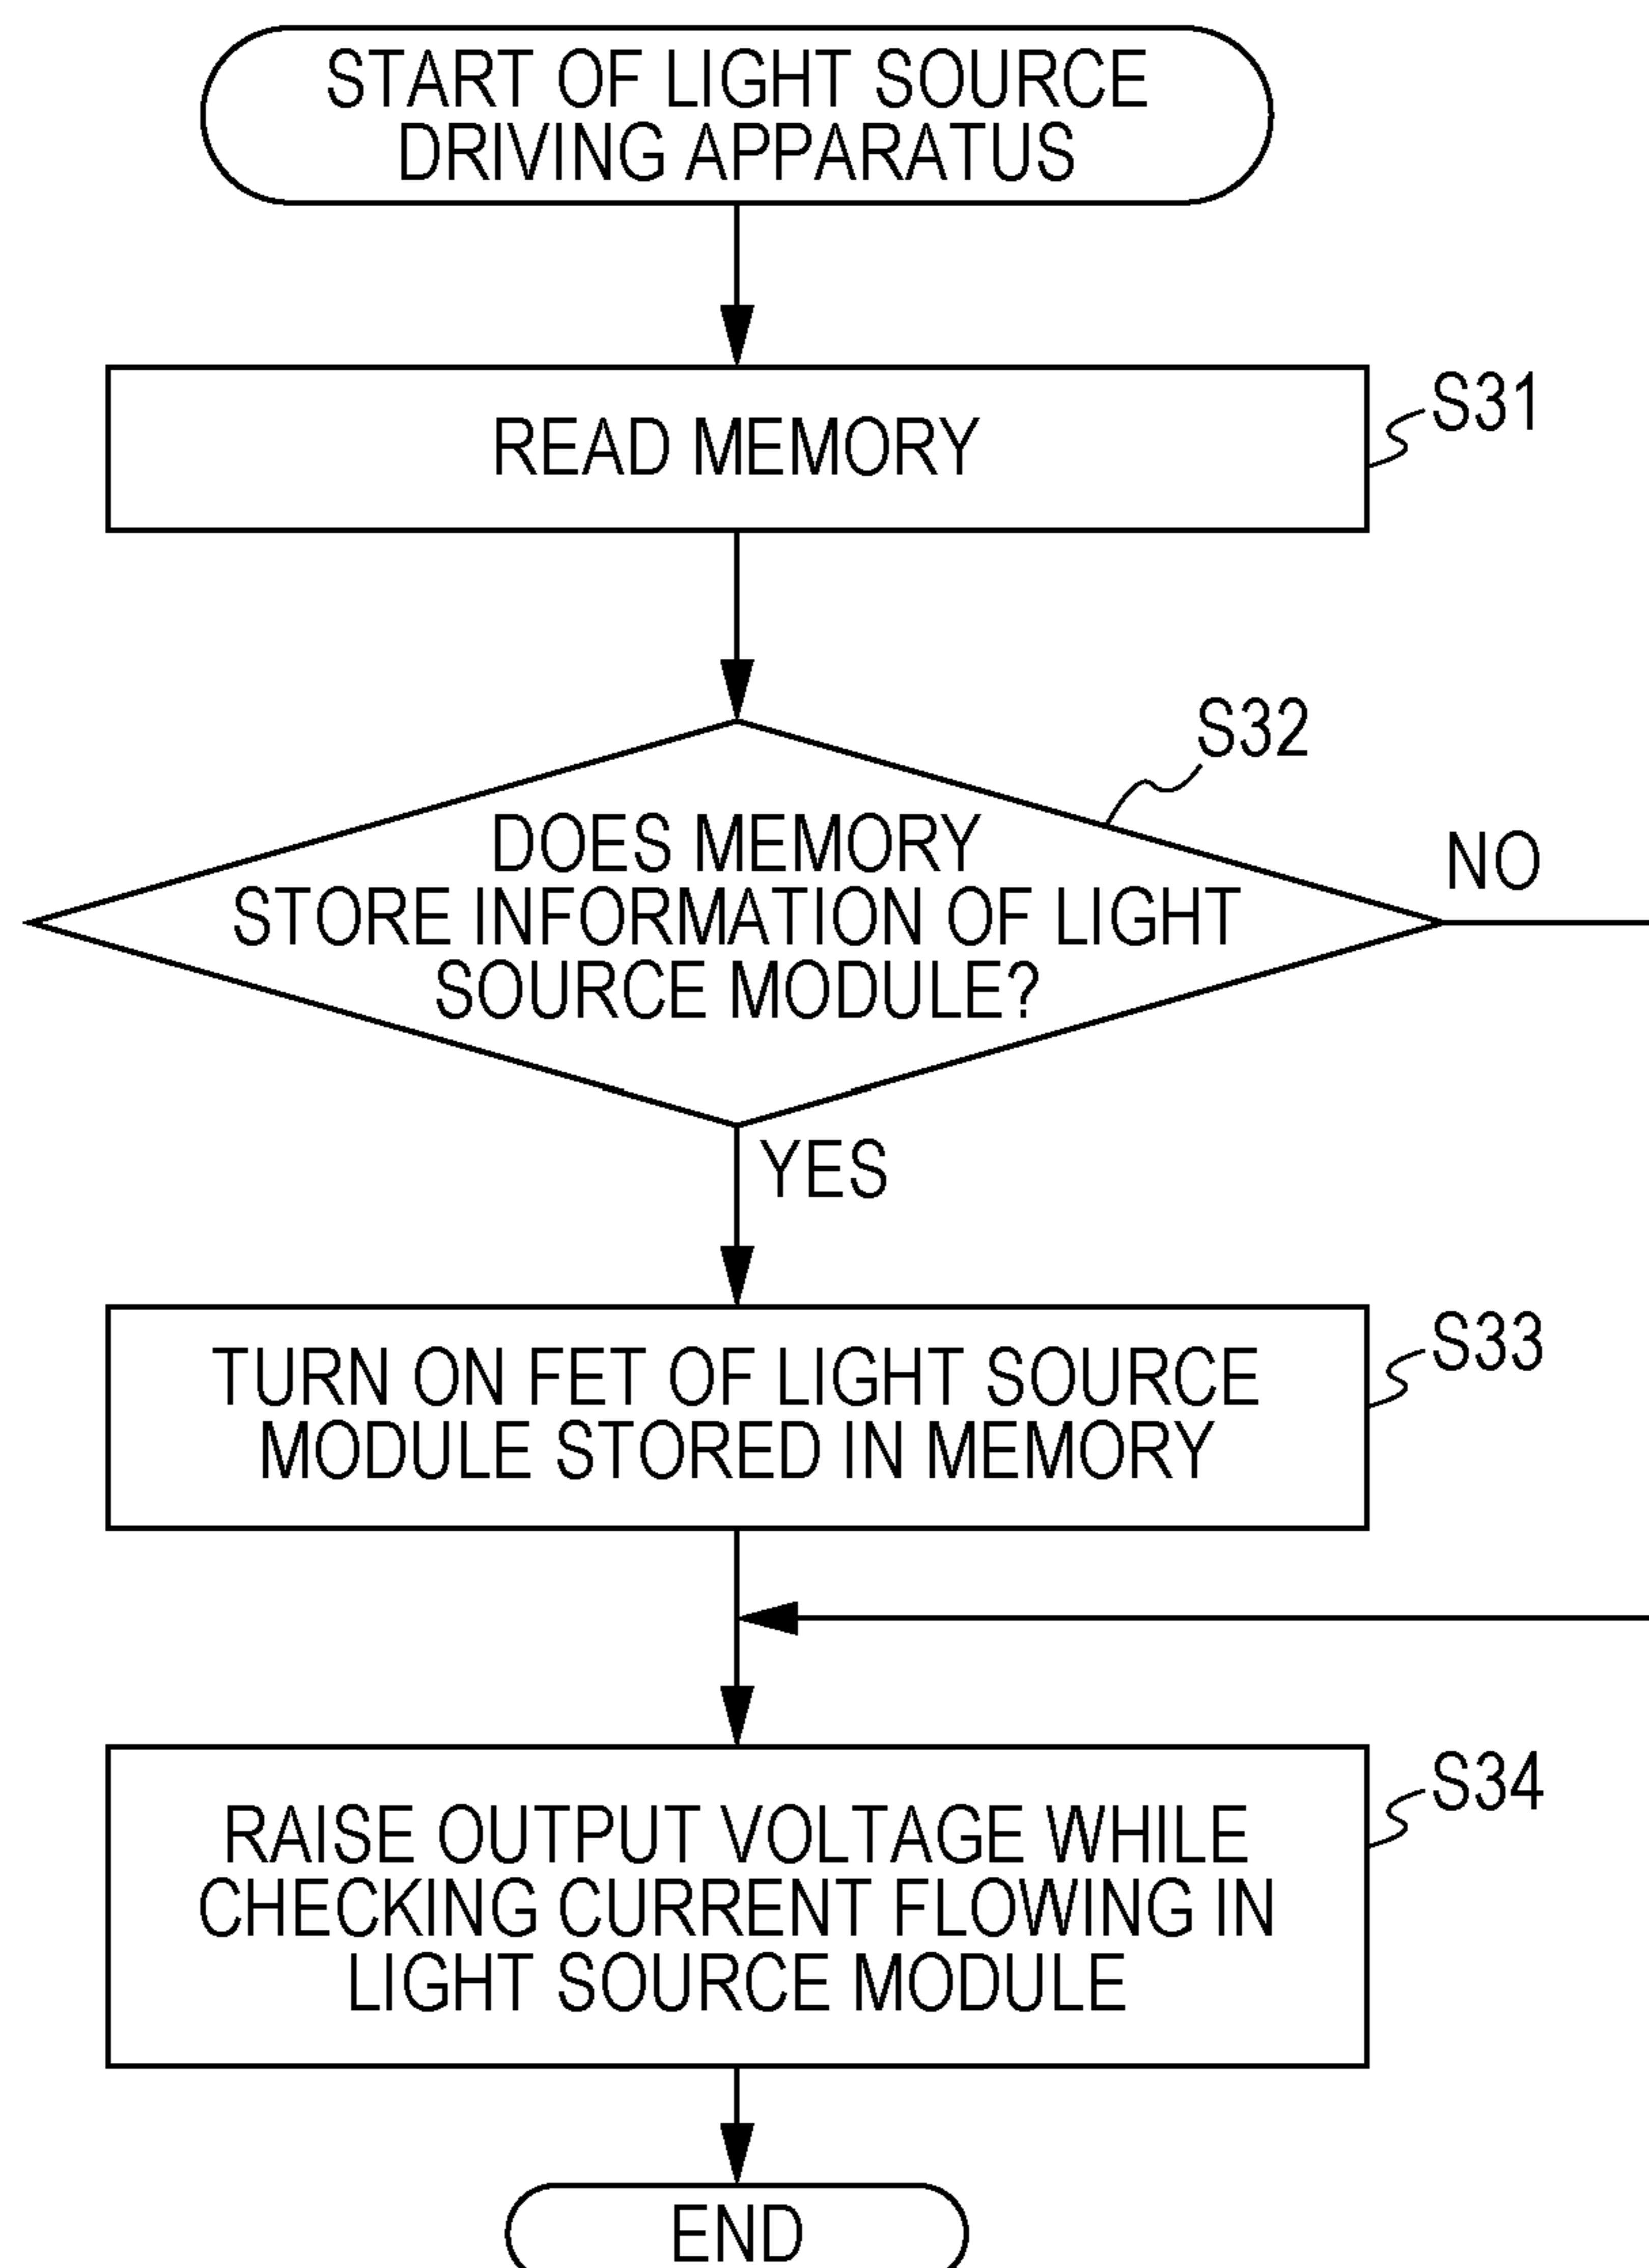 START OF LIGHT SOURCE
DRIVING APPARATUS
READ MEMORY
S31
S32
DOES MEMORY
STORE INFORMATION OF LIGHT
SOURCE MODULE?
NO
YES
TURN ON FET OF LIGHT SOURCE
MODULE STORED IN MEMORY
S33
RAISE OUTPUT VOLTAGE WHILE
CHECKING CURRENT FLOWING IN
LIGHT SOURCE MODULE
S34
END